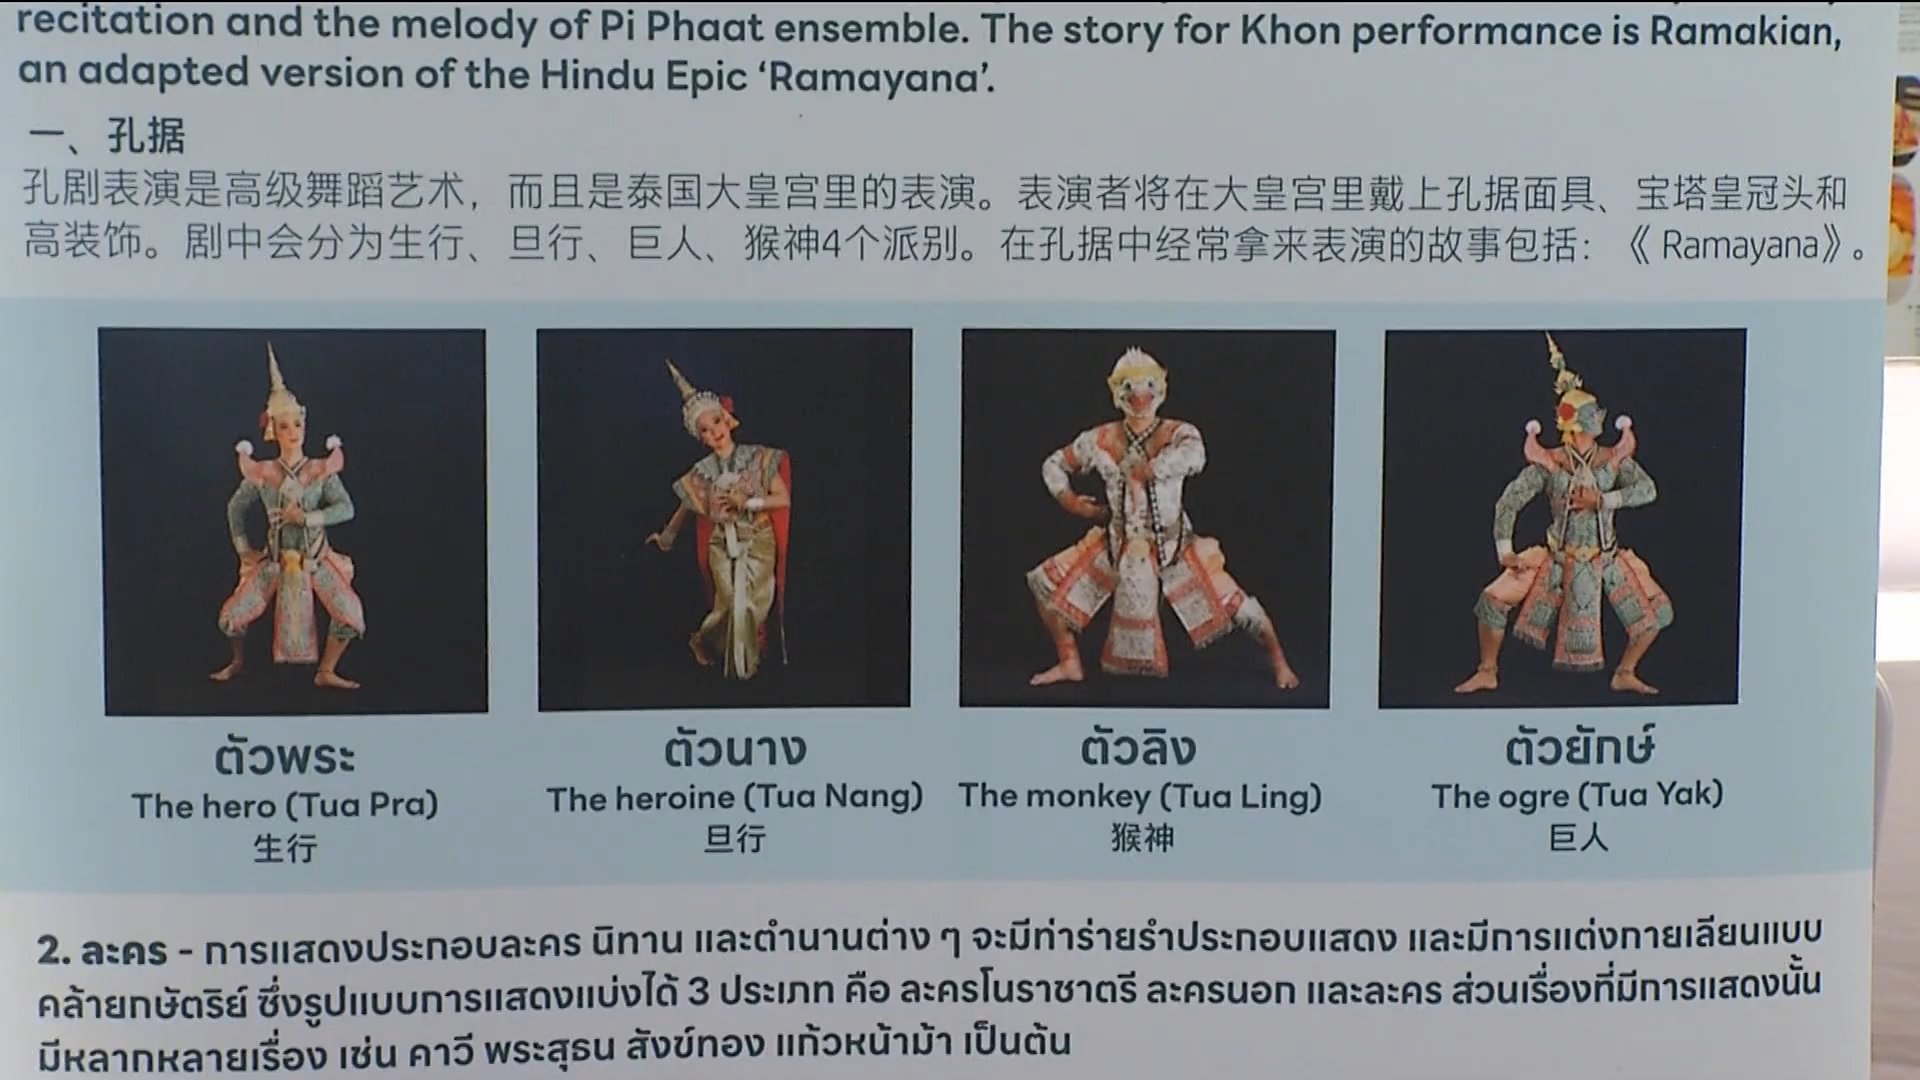 recitation and the melody of Pi Phaat ensemble. The story for Khon performance is Ramakian,
an adapted version of the Hindu Epic ‘Ramayana’.
一、孔据
孔剧表演是高级舞蹈艺术，而且是泰国大皇宫里的表演。表演者将在大皇宫里戴上孔据面具、宝塔皇冠头和
高装饰。剧中会分为生行、旦行、巨人、猴神4个派别。在孔据中经常拿来表演的故事包括：《 Ramayana》。
ตัวพระ
The hero (Tua Pra)
生行
ตัวนาง
The heroine (Tua Nang)
旦行
ตัวลิง
The monkey (Tua Ling)
猴神
ตัวยักษ์
The ogre (Tua Yak)
巨人
2. ละคร - การแสดงประกอบละคร นิทาน และตำนานต่าง ๆ จะมีท่าร่ายรำประกอบแสดง และมีการแต่งกายเลียนแบบ
คล้ายกษัตริย์ ซึ่งรูปแบบการแสดงแบ่งได้ 3 ประเภท คือ ละครโนราชาตรี ละครนอก และละคร ส่วนเรื่องที่มีการแสดงนั้น
มีหลากหลายเรื่อง เช่น คาวี พระสุธน สังข์ทอง แก้วหน้าม้า เป็นต้น